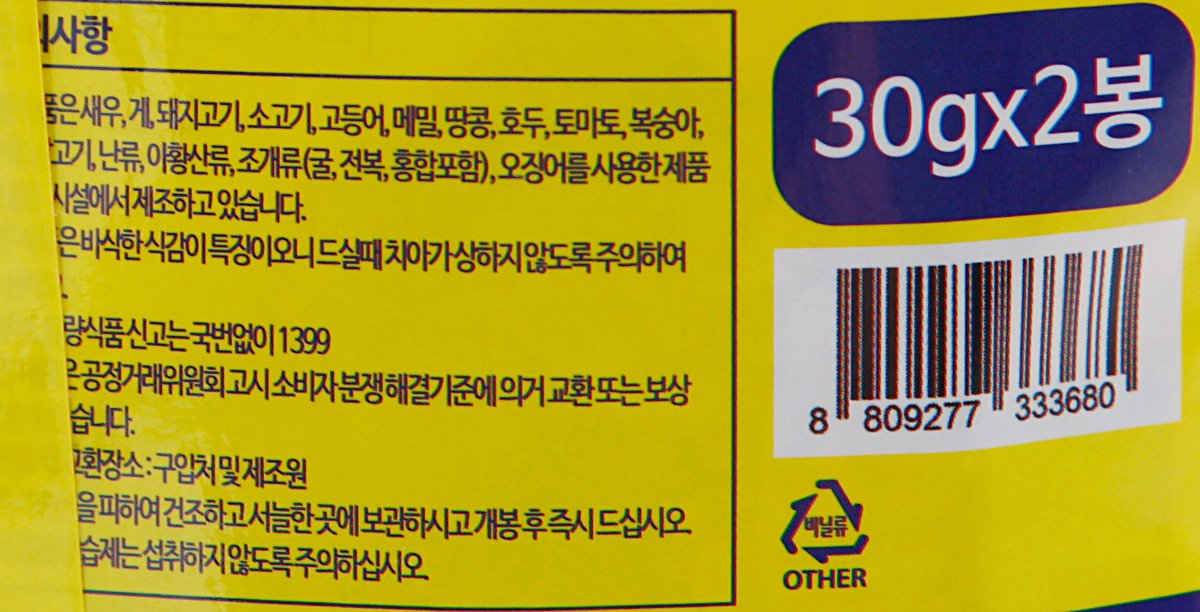 사항
품은 새우, 게, 돼지고기, 소고기, 고등어, 메밀, 땅콩, 호두, 토마토, 복숭아,
고기, 난류, 아황산류, 조개류(굴, 전복, 홍합포함), 오징어를 사용한 제품
시설에서 제조하고 있습니다.
은 바삭한 식감이 특징이오니 드실때 치아가 상하지 않도록 주의하여
량식품 신고는 국번없이 1399
은 공정거래위원회 고시 소비자 분쟁 해결기준에 의거 교환 또는 보상
습니다.
교환장소 : 구입처 및 제조원
을 피하여 건조하고 서늘한 곳에 보관하시고 개봉 후 즉시 드십시오.
습제는 섭취하지 않도록 주의하십시오.
30gx2봉
8 809277 333680
비닐류
OTHER